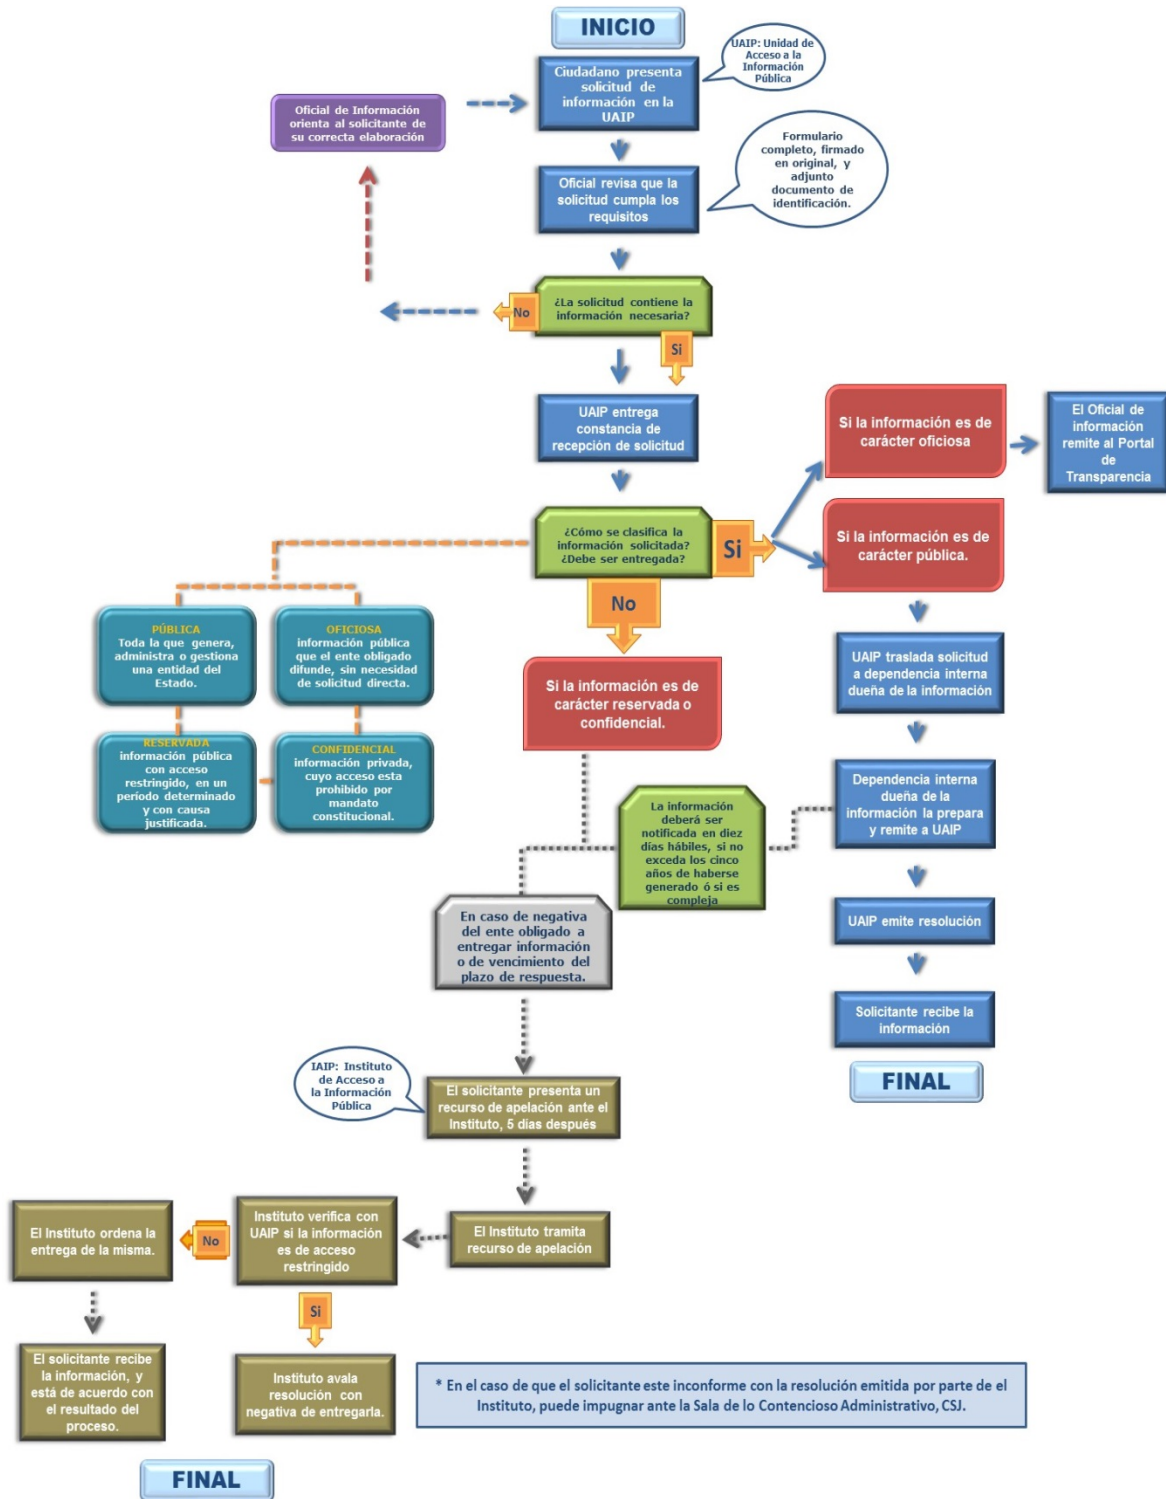 INICIO
UAIP: Unidad de
Acceso a la
Información
Pública
Ciudadano presenta
solicitud de
información en la
UAIP
Oficial de Información
orienta al solicitante de
su correcta elaboración
Formulario
completo, firmado
en original, y
adjunto
documento de
identificación.
Oficial revisa que la
solicitud cumpla los
requisitos
¿La solicitud contiene la
información necesaria?
No
Si
UAIP entrega
constancia de
recepción de solicitud
Si la información es de
carácter oficiosa
El Oficial de
información
remite al Portal
de
Transparencia
¿Cómo se clasifica la
información solicitada?
¿Debe ser entregada?
Si
Si la información es de
carácter pública.
No
PÚBLICA
Toda la que genera,
administra o gestiona
una entidad del
Estado.
OFICIOSA
información pública
que el ente obligado
difunde, sin necesidad
de solicitud directa.
RESERVADA
información pública
con acceso
restringido, en un
período determinado
y con causa
justificada.
CONFIDENCIAL
información privada,
cuyo acceso esta
prohibido por
mandato
constitucional.
Si la información es de
carácter reservada o
confidencial.
UAIP traslada solicitud
a dependencia interna
dueña de la información
Dependencia interna
dueña de la
información la prepara
y remite a UAIP
La información
deberá ser
notificada en diez
días hábiles, si no
exceda los cinco
años de haberse
generado ó si es
compleja
En caso de negativa
del ente obligado a
entregar información
o de vencimiento del
plazo de respuesta.
UAIP emite resolución
Solicitante recibe la
información
FINAL
IAIP: Instituto
de Acceso a
la Información
Pública
El solicitante presenta un
recurso de apelación ante el
Instituto, 5 días después
El Instituto tramita
recurso de apelación
Instituto verifica con
UAIP si la información
es de acceso
restringido
No
El Instituto ordena la
entrega de la misma.
Si
El solicitante recibe
la información, y
está de acuerdo con
el resultado del
proceso.
Instituto avala
resolución con
negativa de entregarla.
* En el caso de que el solicitante este inconforme con la resolución emitida por parte de el
Instituto, puede impugnar ante la Sala de lo Contencioso Administrativo, CSJ.
FINAL